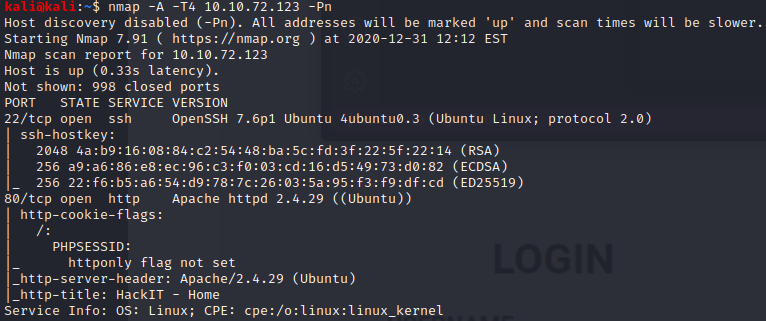 kali@kali:~$ nmap -A -T4 10.10.72.123 -Pn
Host discovery disabled (-Pn). All addresses will be marked 'up' and scan times will be slower.
Starting Nmap 7.91 ( https://nmap.org ) at 2020-12-31 12:12 EST
Nmap scan report for 10.10.72.123
Host is up (0.33s latency).
Not shown: 998 closed ports
PORT   STATE SERVICE VERSION
22/tcp open  ssh     OpenSSH 7.6p1 Ubuntu 4ubuntu0.3 (Ubuntu Linux; protocol 2.0)
| ssh-hostkey:
|   2048 4a:b9:16:08:84:c2:54:48:ba:5c:fd:3f:22:5f:22:14 (RSA)
|   256 a9:a6:86:e8:ec:96:c3:f0:03:cd:16:d5:49:73:d0:82 (ECDSA)
|_  256 22:f6:b5:a6:54:d9:78:7c:26:03:5a:95:f3:f9:df:cd (ED25519)
80/tcp open  http    Apache httpd 2.4.29 ((Ubuntu))
| http-cookie-flags:
|   /:
|     PHPSESSID:
|_      httponly flag not set
|_http-server-header: Apache/2.4.29 (Ubuntu)
|_http-title: HackIT - Home
Service Info: OS: Linux; CPE: cpe:/o:linux:linux_kernel
LOGIN